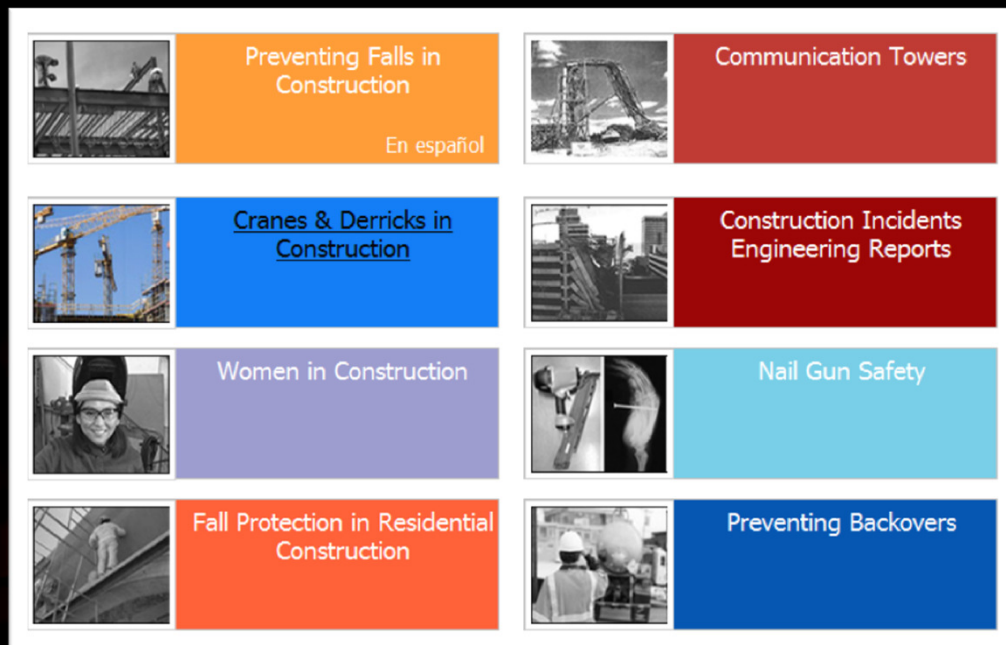 Preventing Falls in
Construction
En español
Communication Towers
Cranes & Derricks in
Construction
Construction Incidents
Engineering Reports
Women in Construction
Nail Gun Safety
Fall Protection in Residential
Construction
Preventing Backovers